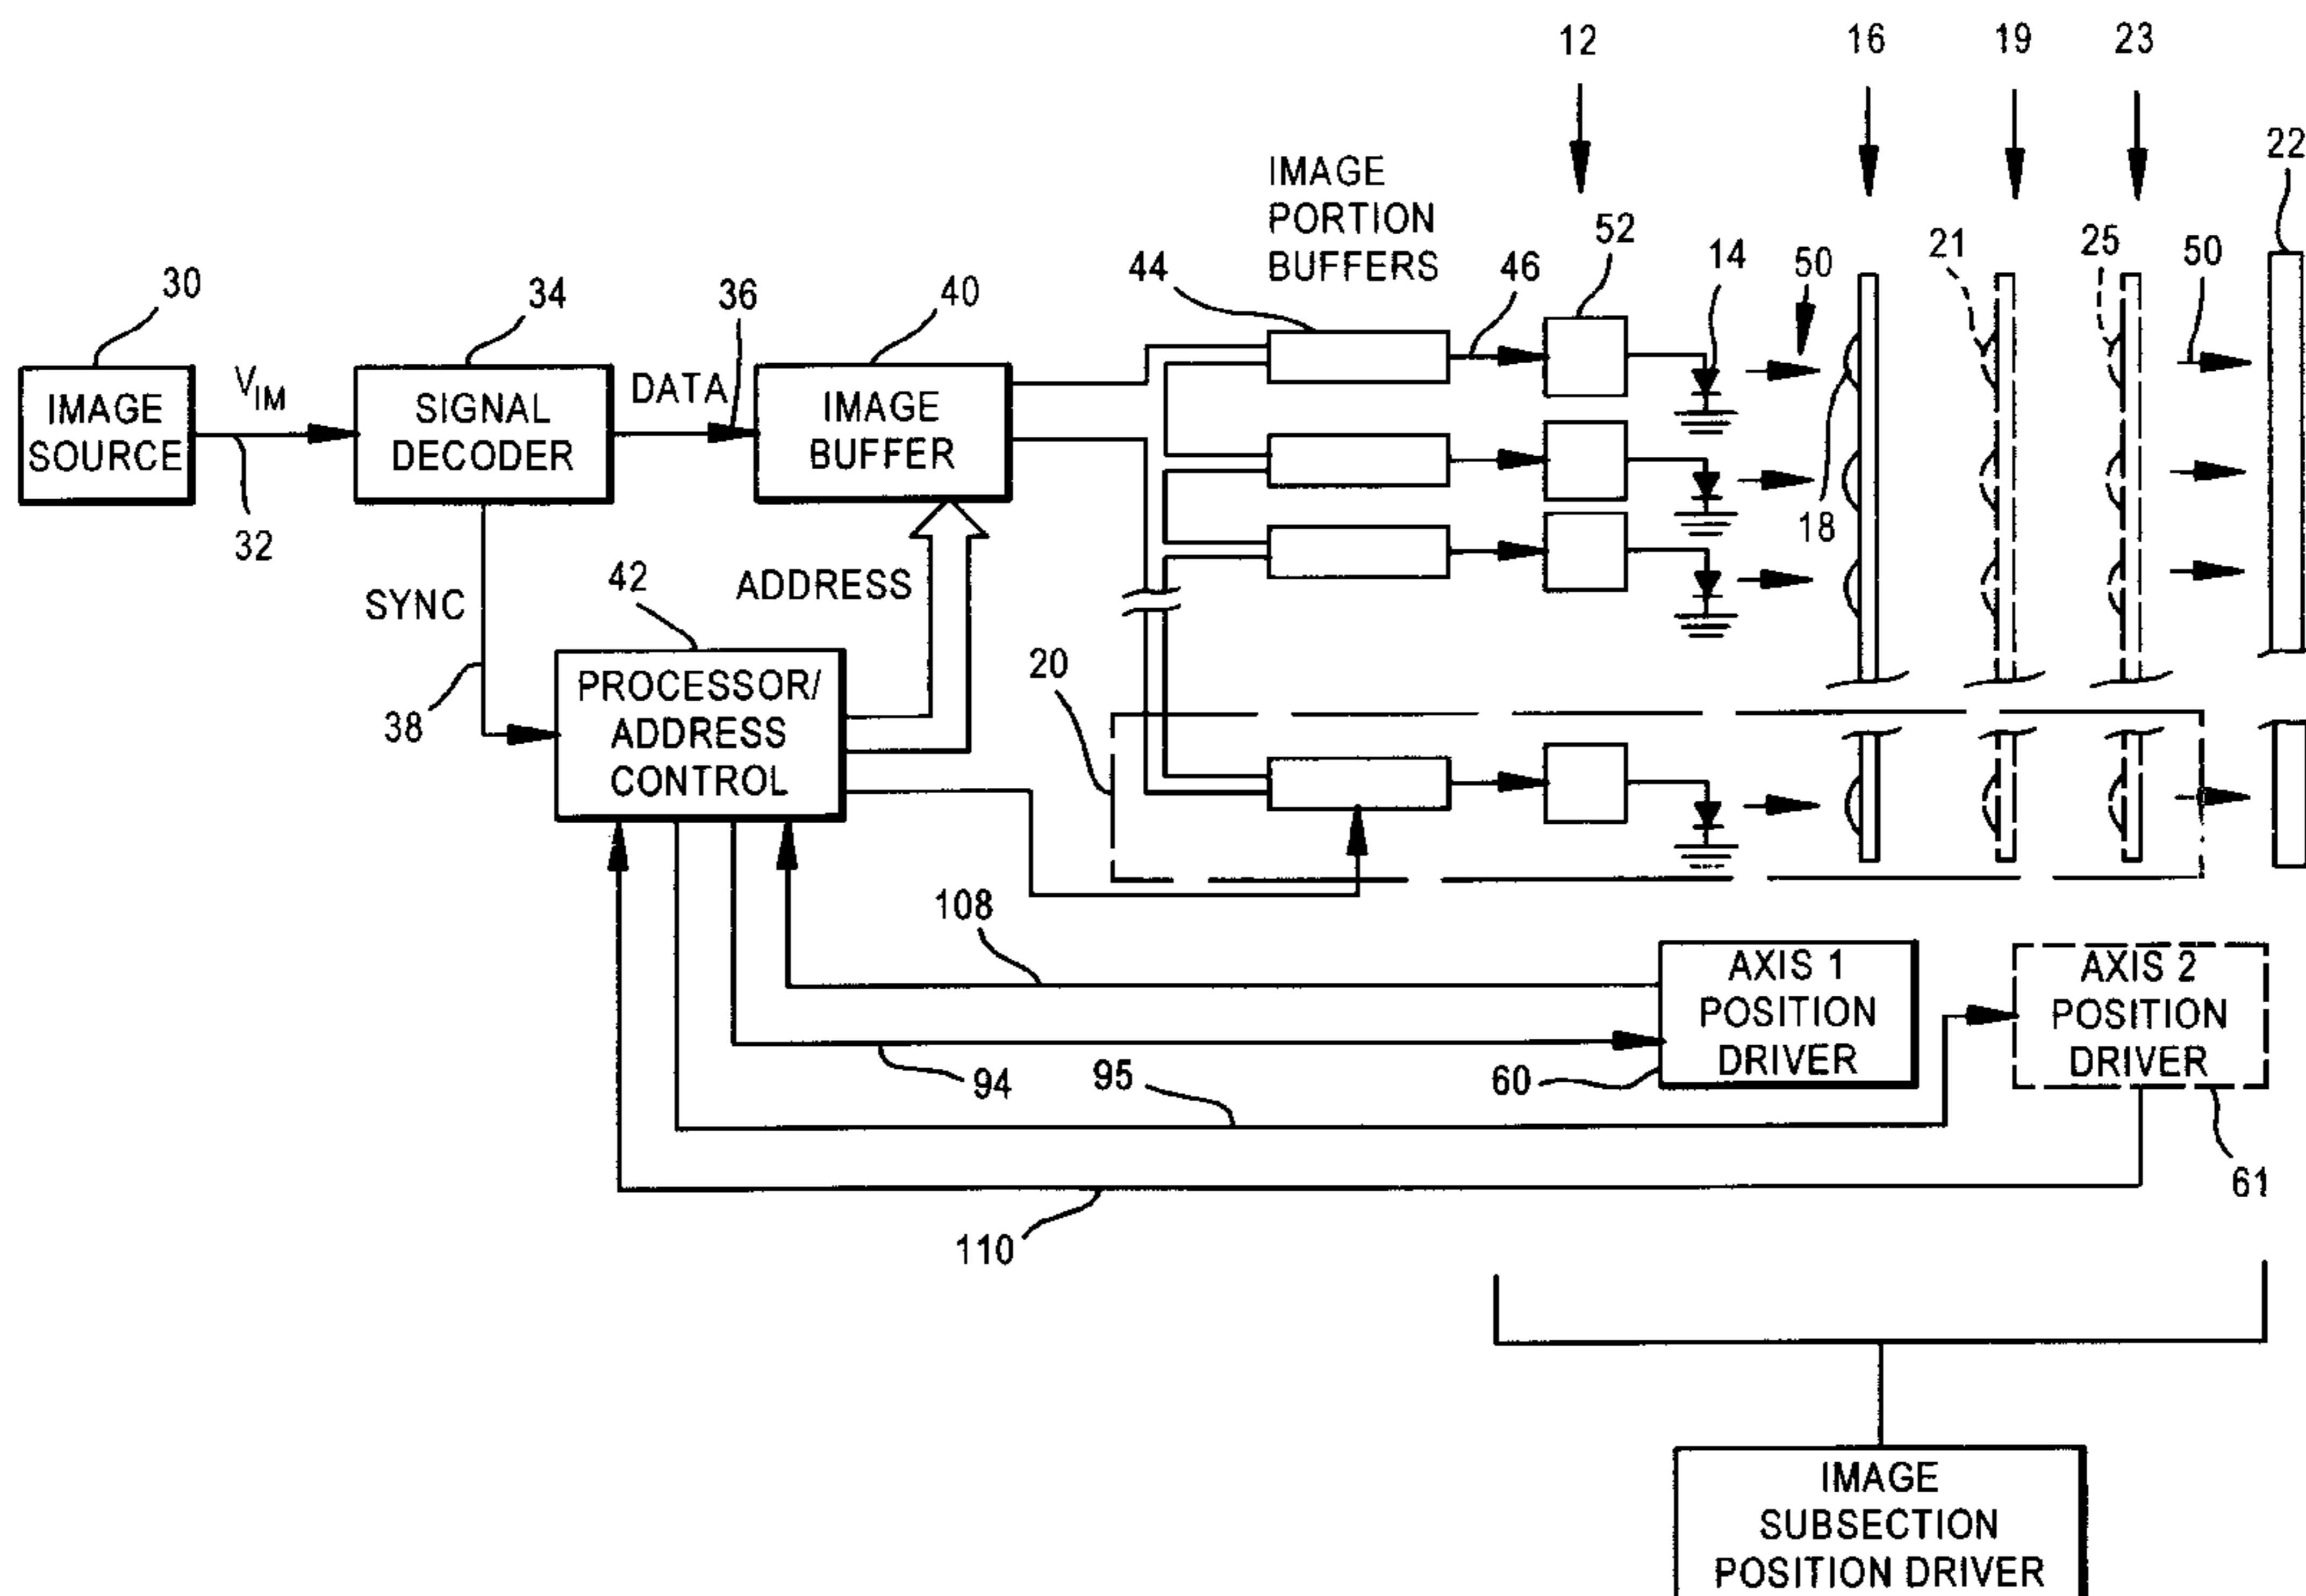 12
16
19
23
22
IMAGE
PORTION
BUFFERS
52
14
50
21
25
50
44
46
30
34
36
40
IMAGE
SOURCE
VIM
32
SIGNAL
DECODER
DATA
IMAGE
BUFFER
18
SYNC
38
42
ADDRESS
PROCESSOR/
ADDRESS
CONTROL
20
108
94
95
110
AXIS 1
POSITION
DRIVER
60
AXIS 2
POSITION
DRIVER
61
IMAGE
SUBSECTION
POSITION DRIVER